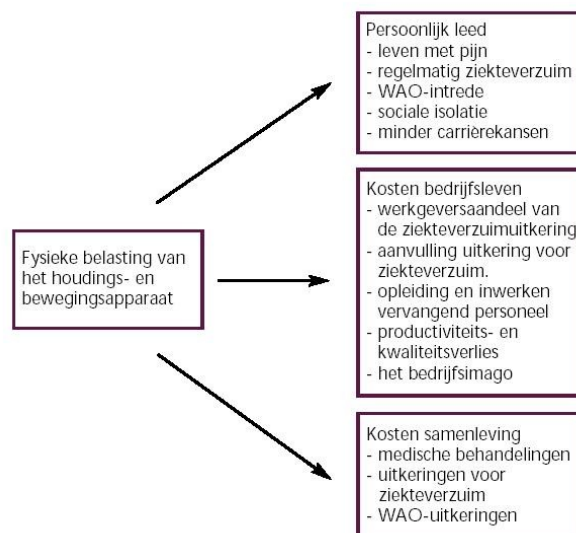 Persoonlijk leed
- leven met pijn
- regelmatig ziekteverzuim
- WAO-intrede
- sociale isolatie
- minder carrièrekansen
Fysieke belasting van
het houdings- en
bewegingsapparaat
Kosten bedrijfsleven
- werkgeversaandeel van
de ziekteverzuimuitkering
- aanvulling uitkering voor
ziekteverzuim.
- opleiding en inwerken
vervangend personeel
- productiviteits- en
kwaliteitsverlies
- het bedrijfsimago
Kosten samenleving
- medische behandelingen
- uitkeringen voor
ziekteverzuim
- WAO-uitkeringen